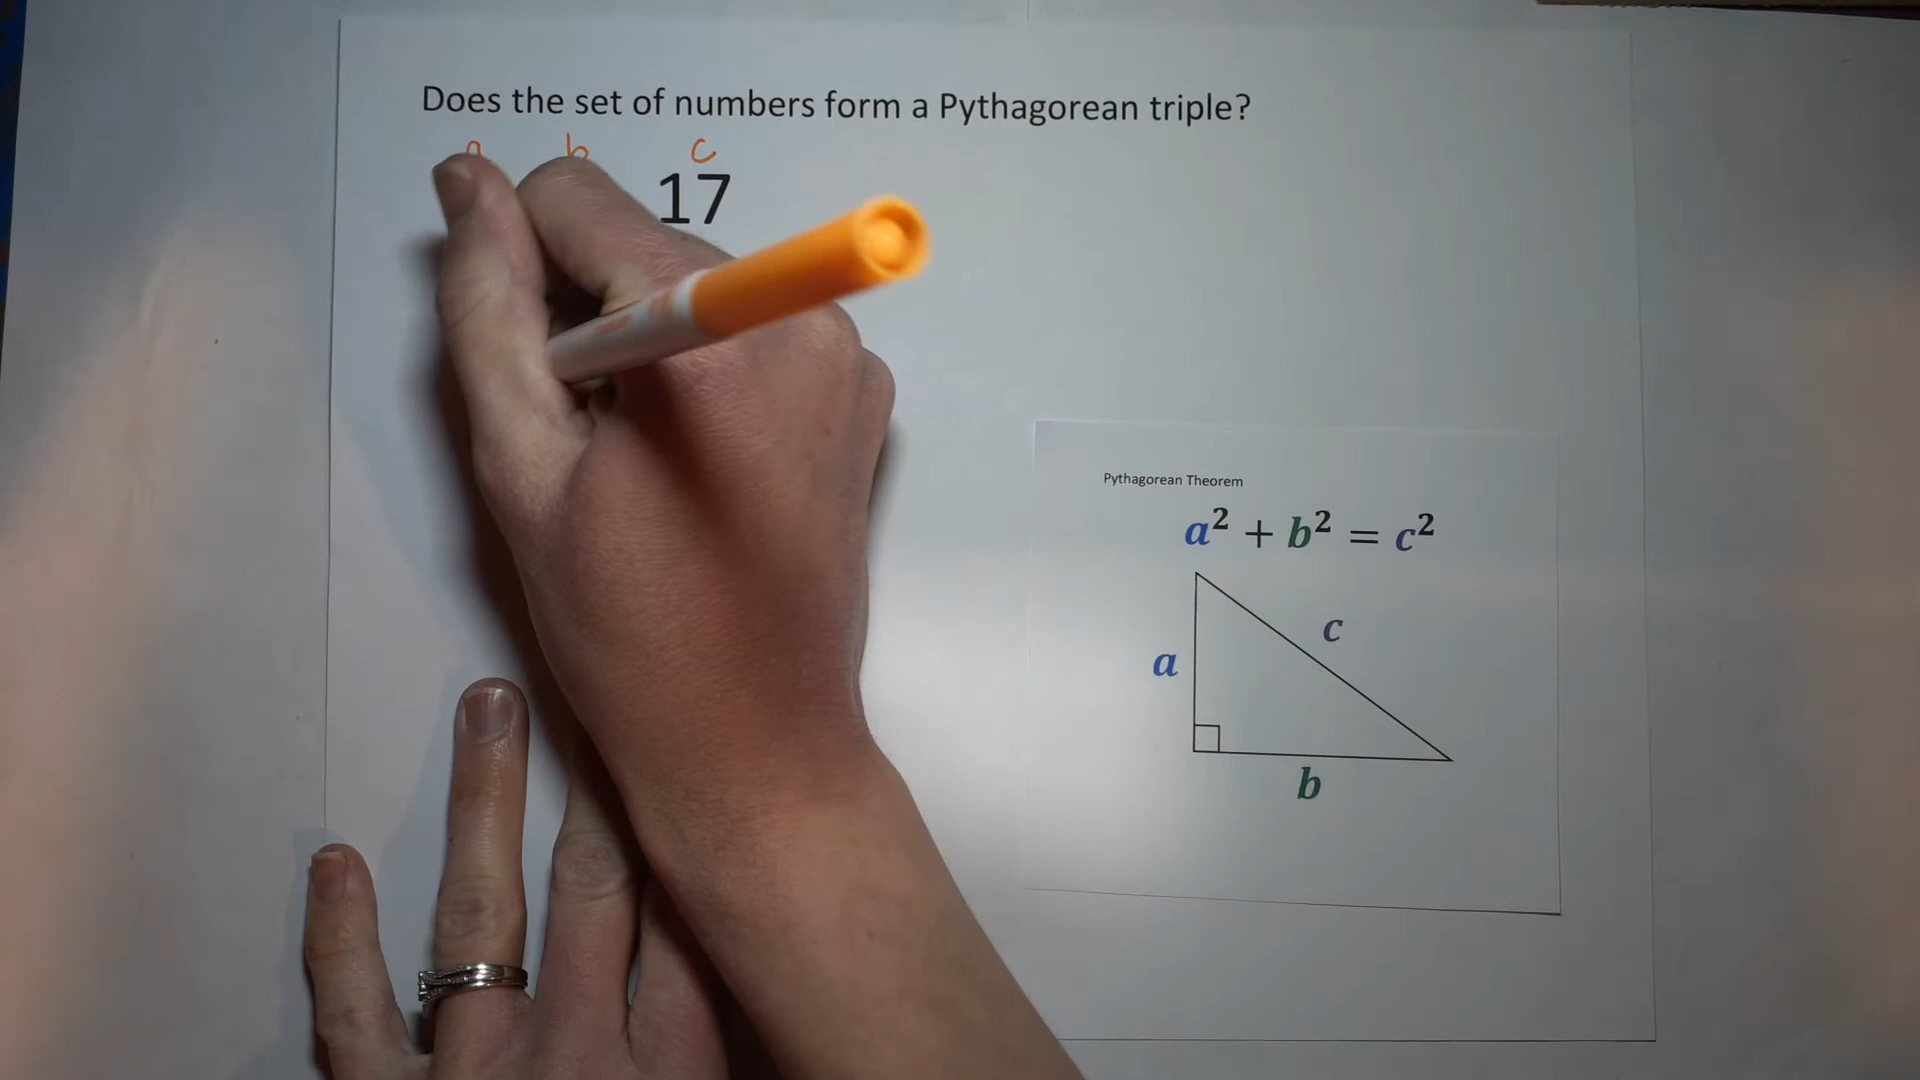 Does the set of numbers form a Pythagorean triple?
a b c
17
Pythagorean Theorem
a² + b² = c²
c
a
b